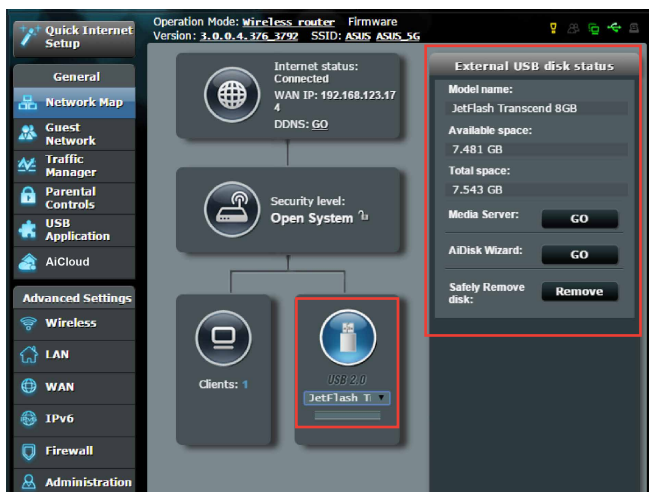 Quick Internet
Setup
Operation Mode: Wireless router Firmware
Version: 3.0.0.4.376_3792 SSID: ASUS ASUS_5G
General
Network Map
Guest
Network
Traffic
Manager
Parental
Controls
USB
Application
AiCloud
Advanced Settings
Wireless
LAN
WAN
IPv6
Firewall
Administration
Internet status:
Connected
WAN IP: 192.168.123.17
4
DDNS: GO
Security level:
Open System
Clients: 1
USB 2.0
JetFlash T
External USB disk status
Model name:
JetFlash Transcend 8GB
Available space:
7.481 GB
Total space:
7.543 GB
Media Server: GO
AiDisk Wizard: GO
Safely Remove
disk: Remove